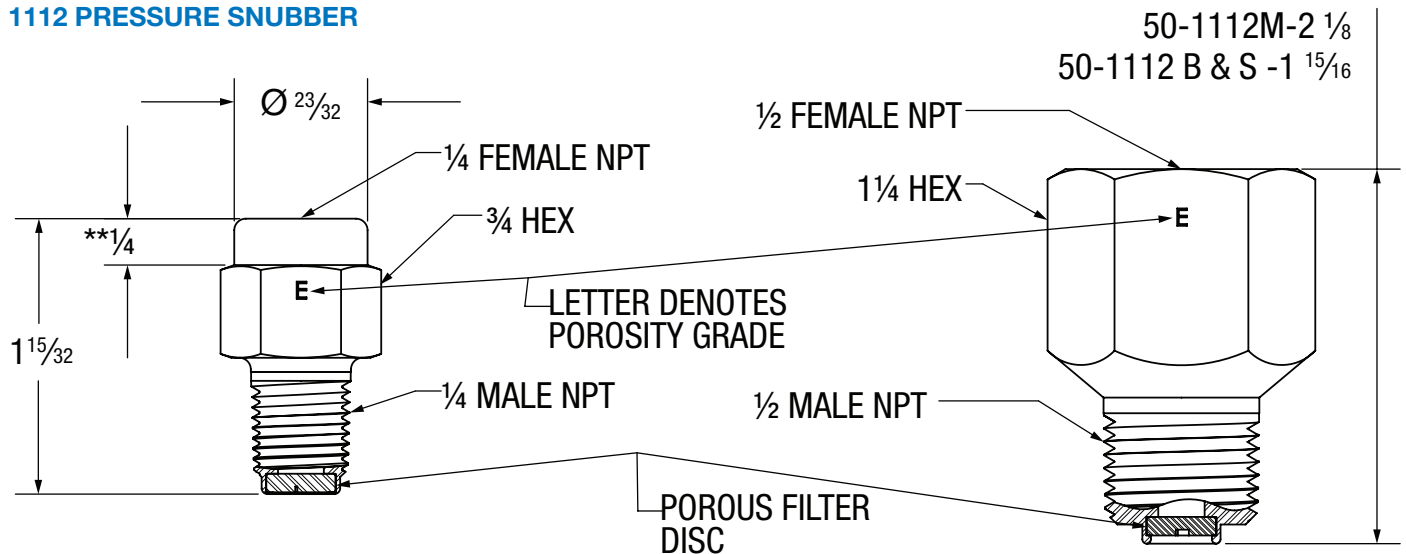 1112 PRESSURE SNUBBER
50-1112M-2 ⅛
50-1112 B & S -1 15/16
Ø 23/32
½ FEMALE NPT
¼ FEMALE NPT
1¼ HEX
¾ HEX
**¼
E
E
LETTER DENOTES
POROSITY GRADE
1 15/32
¼ MALE NPT
½ MALE NPT
POROUS FILTER
DISC